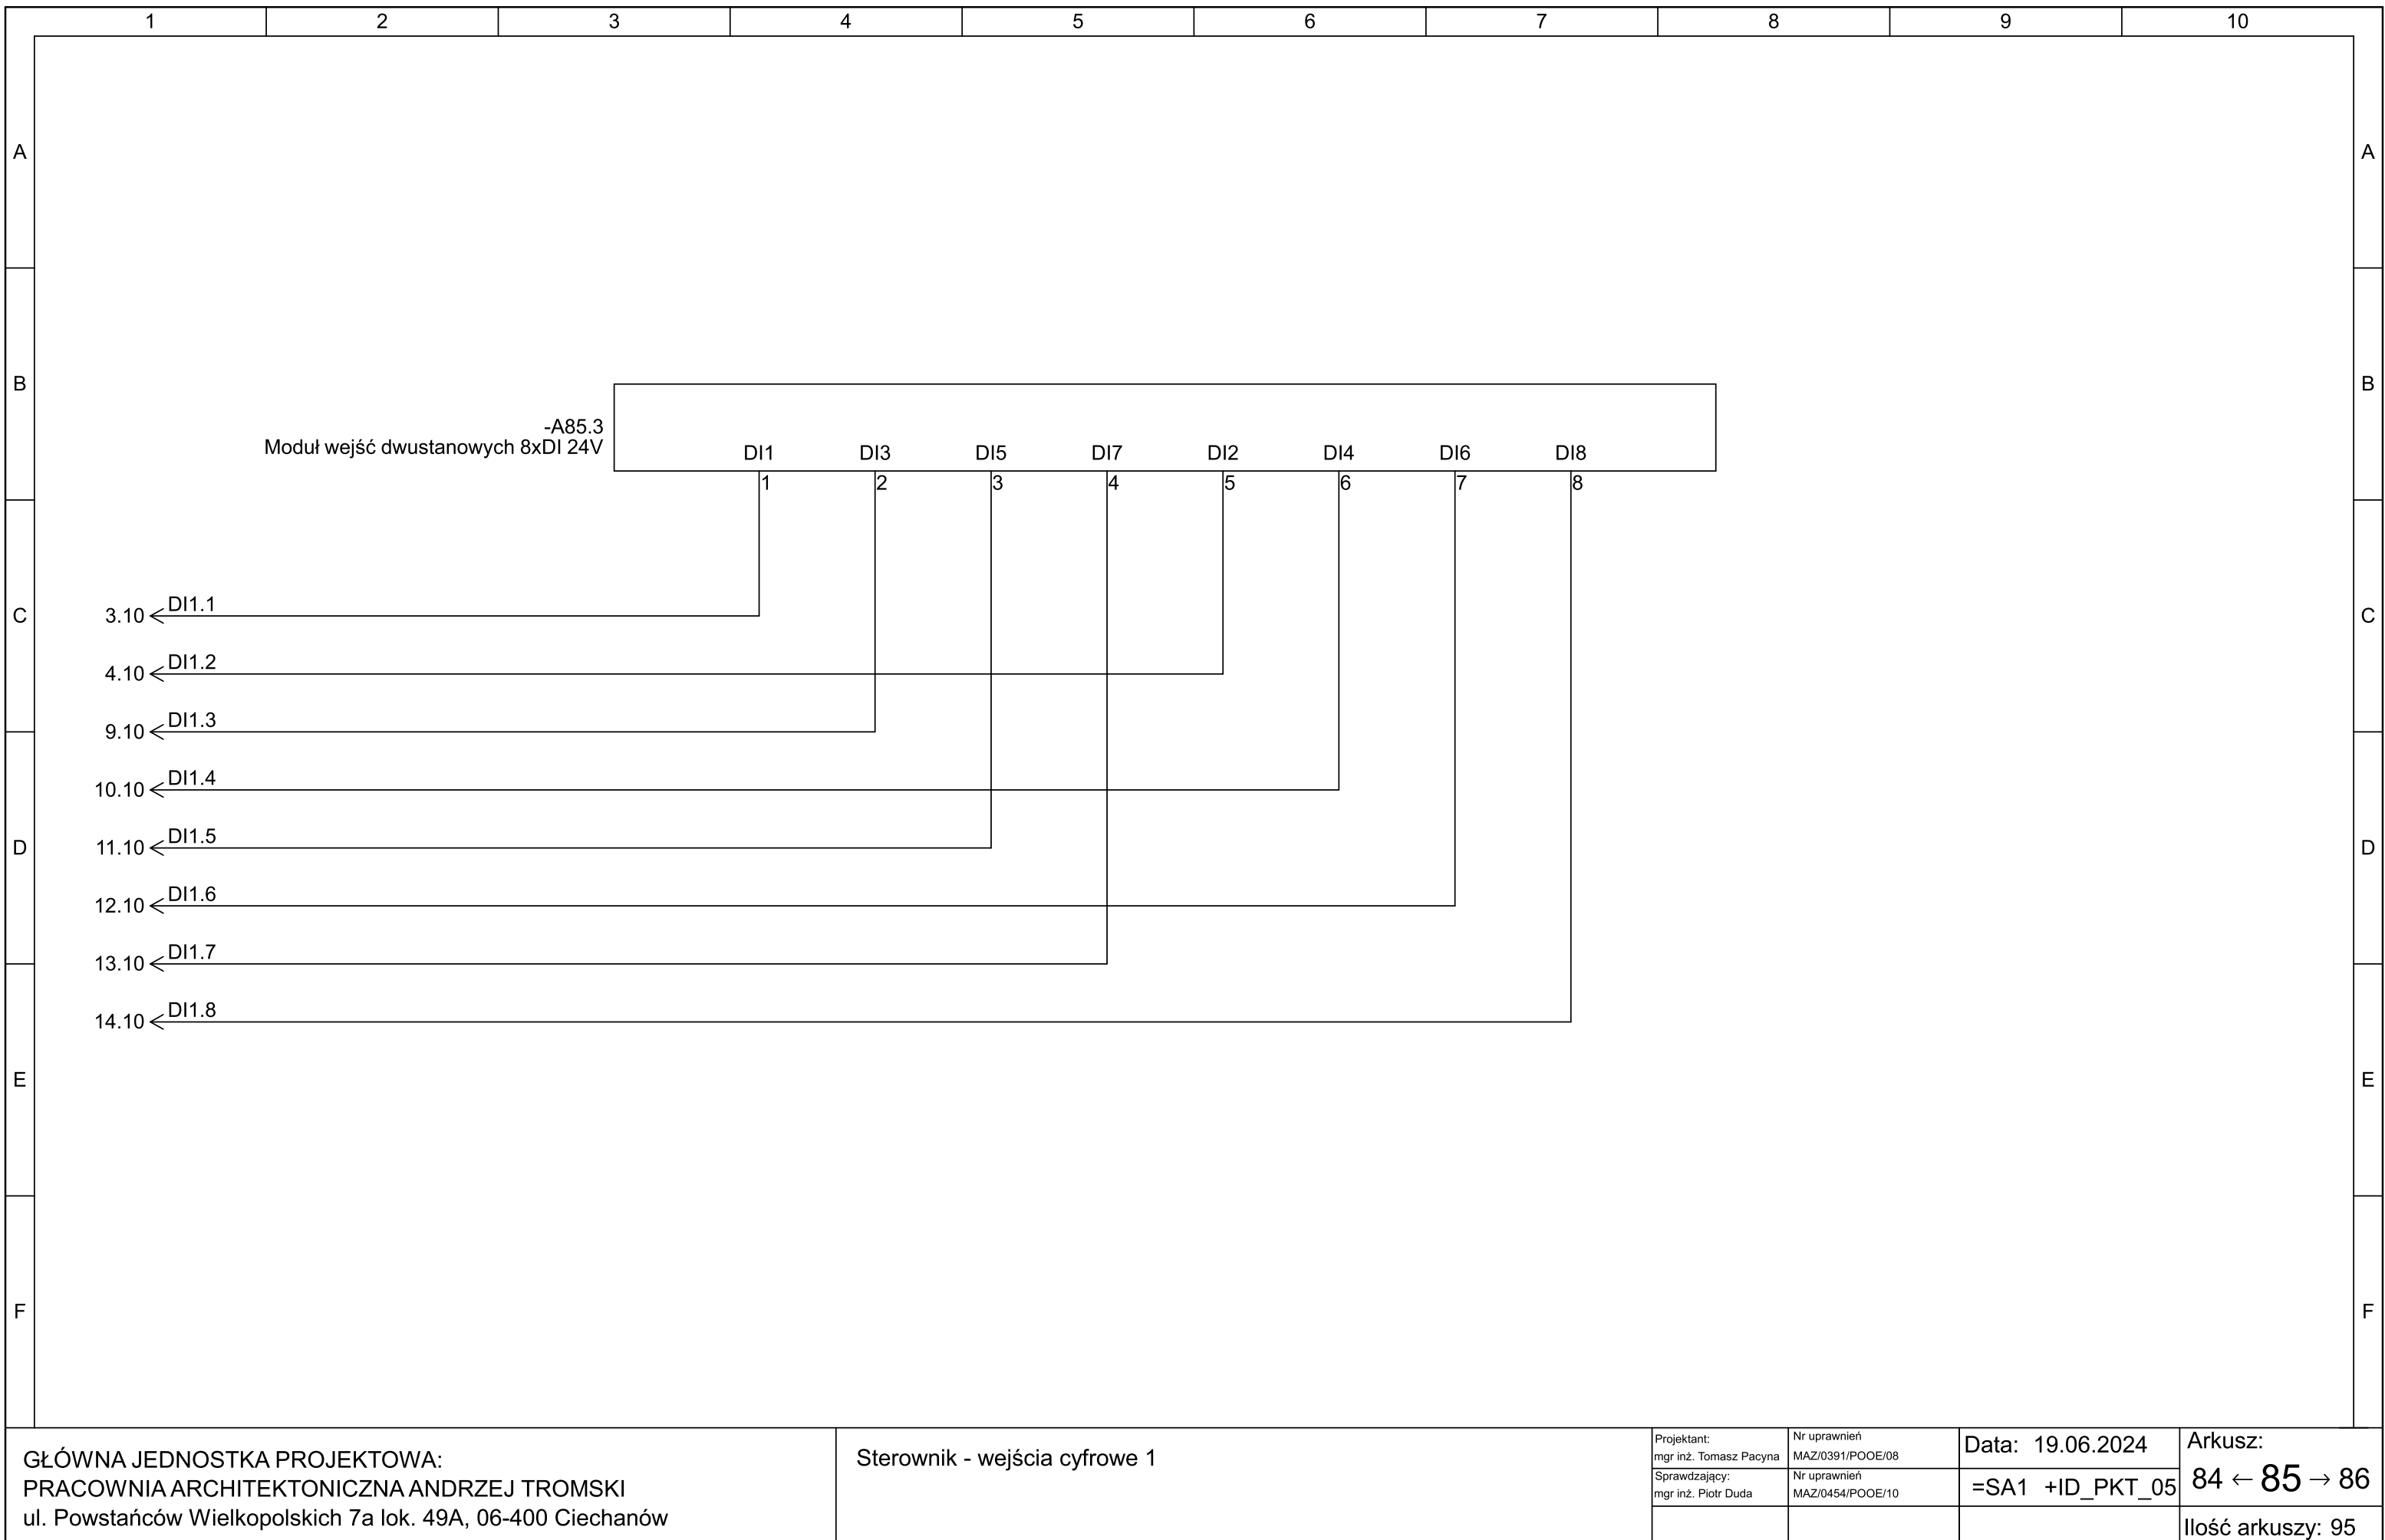 1 2 3 4 5 6 7 8 9 10
A A
B B
-A85.3
Moduł wejść dwustanowych 8xDI 24V
DI1 DI3 DI5 DI7 DI2 DI4 DI6 DI8
1 2 3 4 5 6 7 8
C C
3.10 DI1.1
4.10 DI1.2
9.10 DI1.3
10.10 DI1.4
D D
11.10 DI1.5
12.10 DI1.6
13.10 DI1.7
14.10 DI1.8
E E
F F
GŁÓWNA JEDNOSTKA PROJEKTOWA:
PRACOWNIA ARCHITEKTONICZNA ANDRZEJ TROMSKI
ul. Powstańców Wielkopolskich 7a lok. 49A, 06-400 Ciechanów
Sterownik - wejścia cyfrowe 1
Projektant:
mgr inż. Tomasz Pacyna
Nr uprawnień
MAZ/0391/POOE/08
Sprawdzający:
mgr inż. Piotr Duda
Nr uprawnień
MAZ/0454/POOE/10
Data: 19.06.2024
=SA1 +ID_PKT_05
Arkusz:
84 ← 85 → 86
Ilość arkuszy: 95